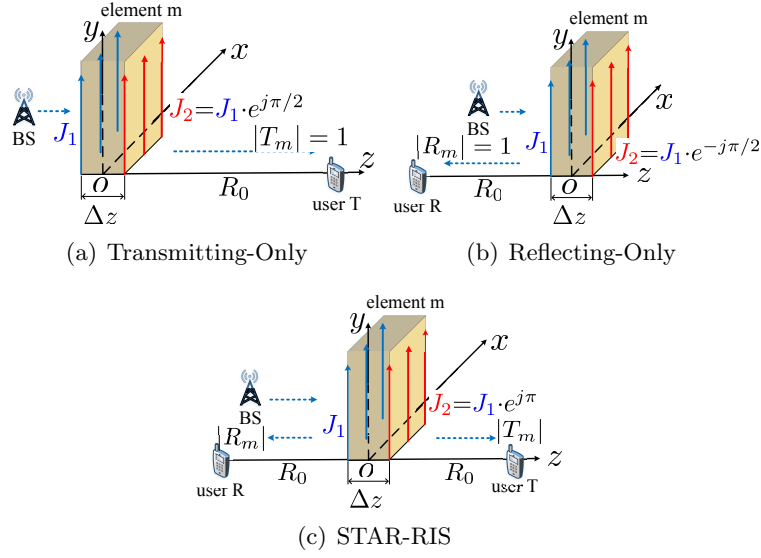 element m
y
x
BS
J₁
J₂=J₁·e^{jπ/2}
|Tₘ| = 1
z
O
R₀
user T
Δz
(a) Transmitting-Only
element m
y
x
BS
|Rₘ| = 1
J₁
J₂=J₁·e^{-jπ/2}
z
O
R₀
user R
Δz
(b) Reflecting-Only
element m
y
x
BS
J₁
J₂=J₁·e^{jπ}
|Rₘ|
|Tₘ|
z
O
R₀
R₀
user R
user T
Δz
(c) STAR-RIS